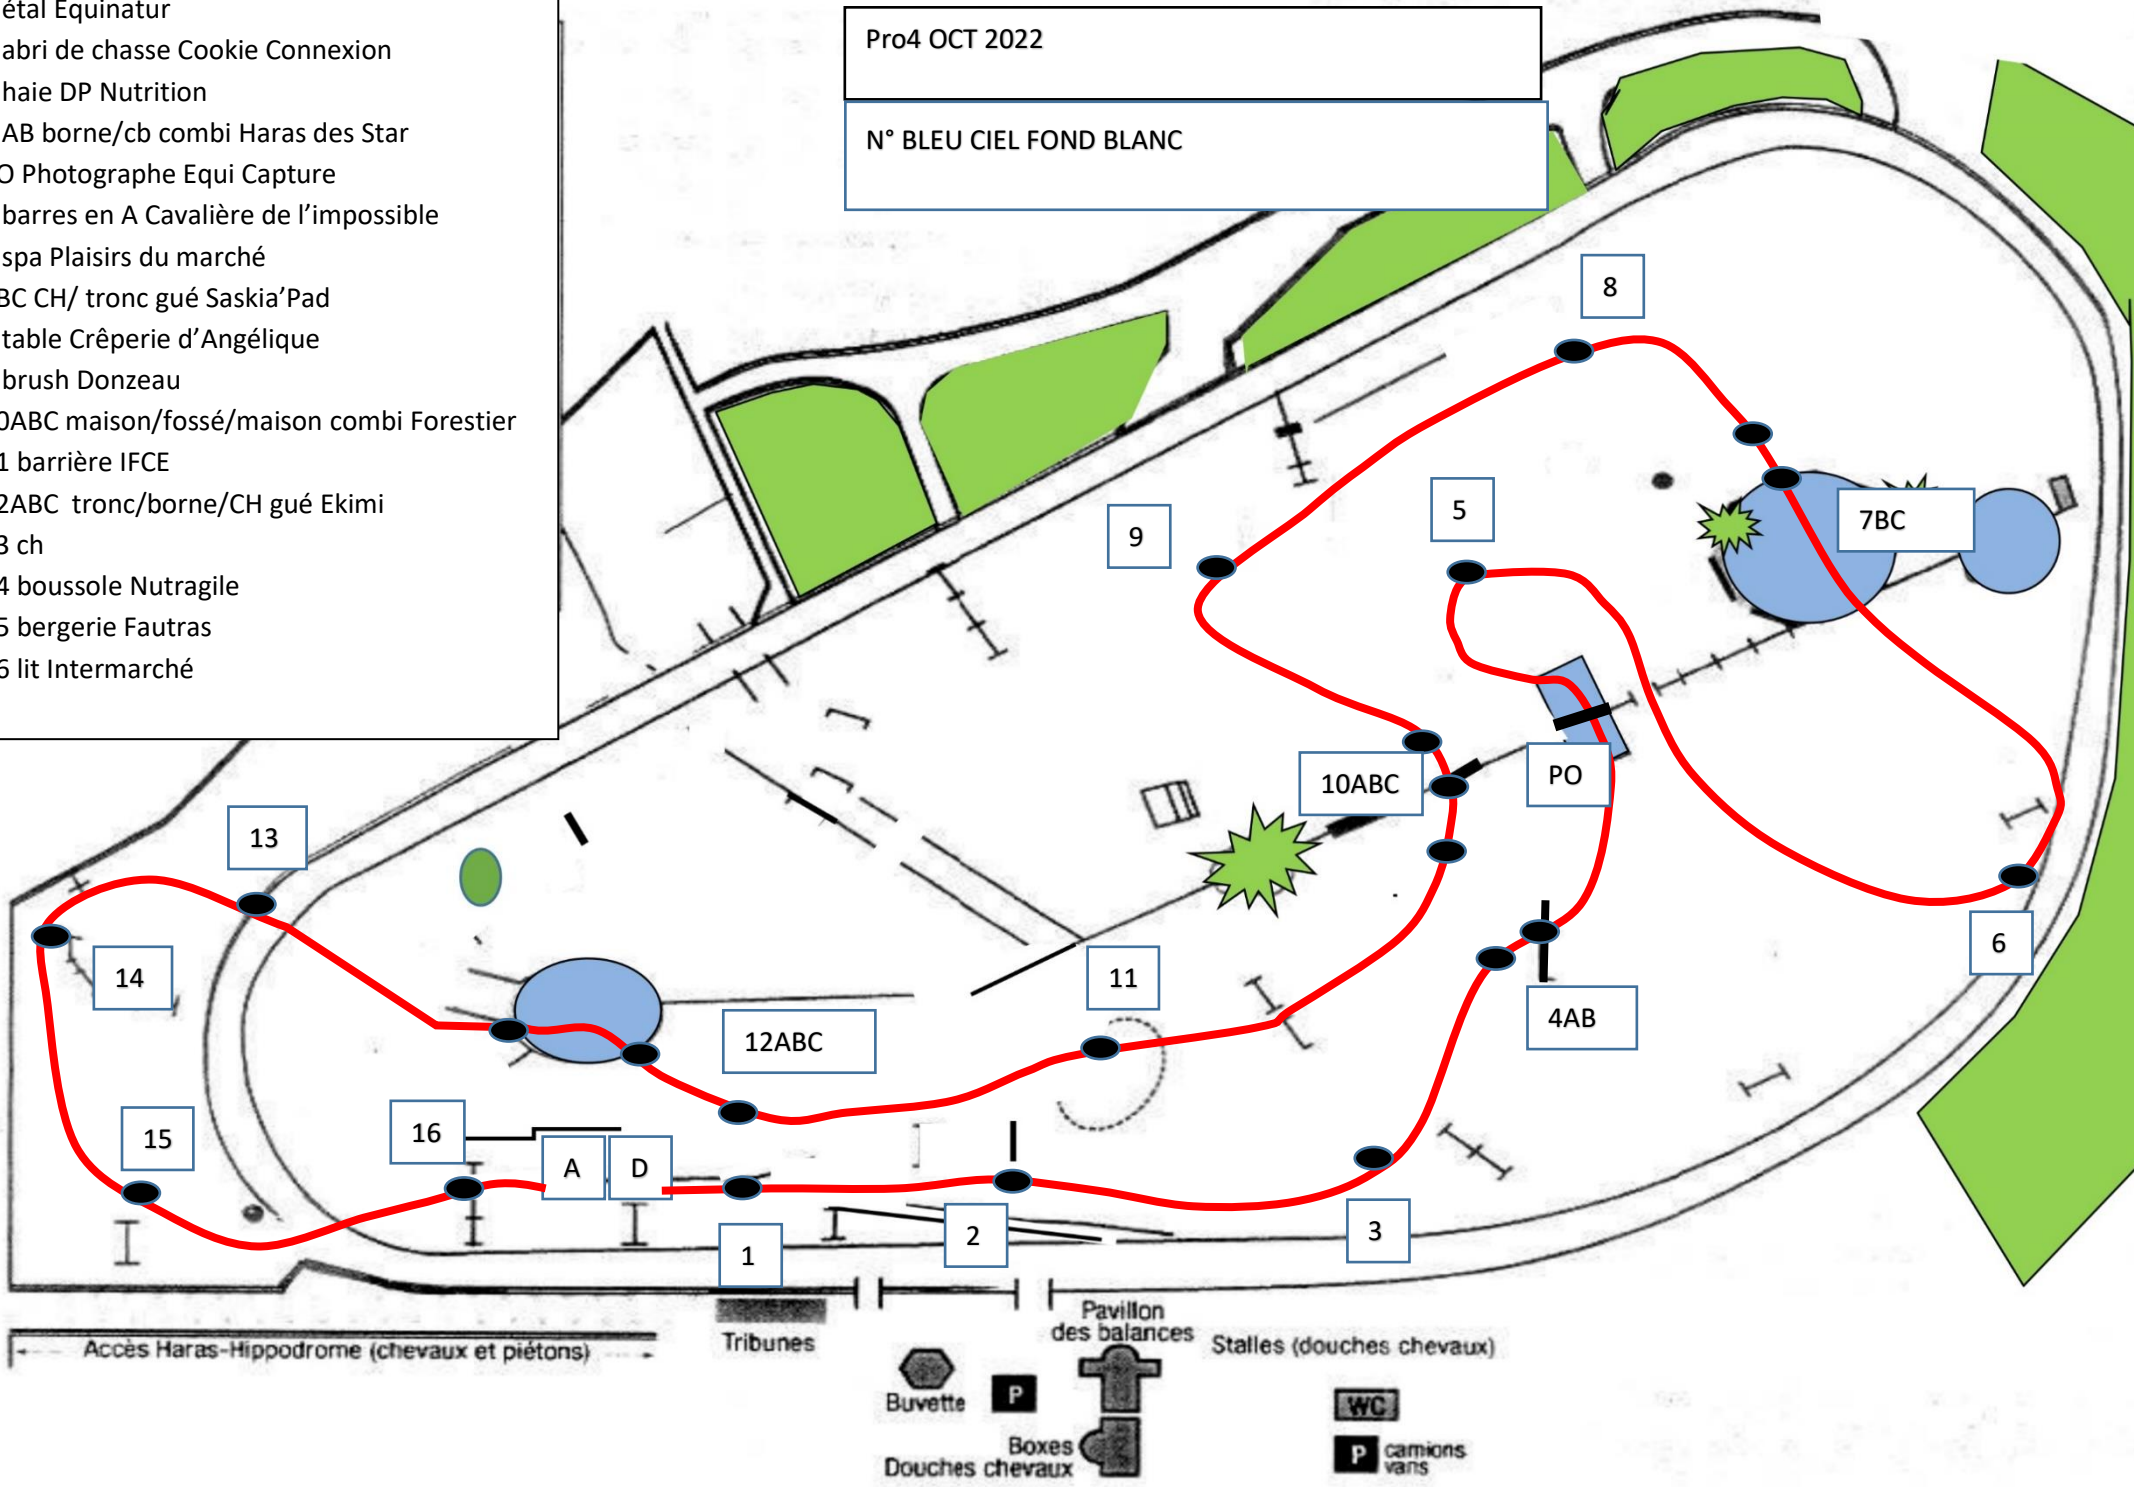 étal Equinatur
abri de chasse Cookie Connexion
haie DP Nutrition
AB borne/cb combi Haras des Star
O Photographe Equi Capture
barres en A Cavalière de l’impossible
spa Plaisirs du marché
BC CH/ tronc gué Saskia’Pad
table Crêperie d’Angélique
brush Donzeau
0ABC maison/fossé/maison combi Forestier
1 barrière IFCE
2ABC tronc/borne/CH gué Ekimi
3 ch
4 boussole Nutragile
5 bergerie Fautras
6 lit Intermarché
Pro4 OCT 2022
N° BLEU CIEL FOND BLANC
8
5
9
7BC
10ABC
PO
13
6
11
14
4AB
12ABC
16
15
A
D
3
2
1
Accès Haras-Hippodrome (chevaux et piétons)
Tribunes
Pavillon
des balances
Stalles (douches chevaux)
Buvette
P
WC
Boxes
Douches chevaux
P camions
vans